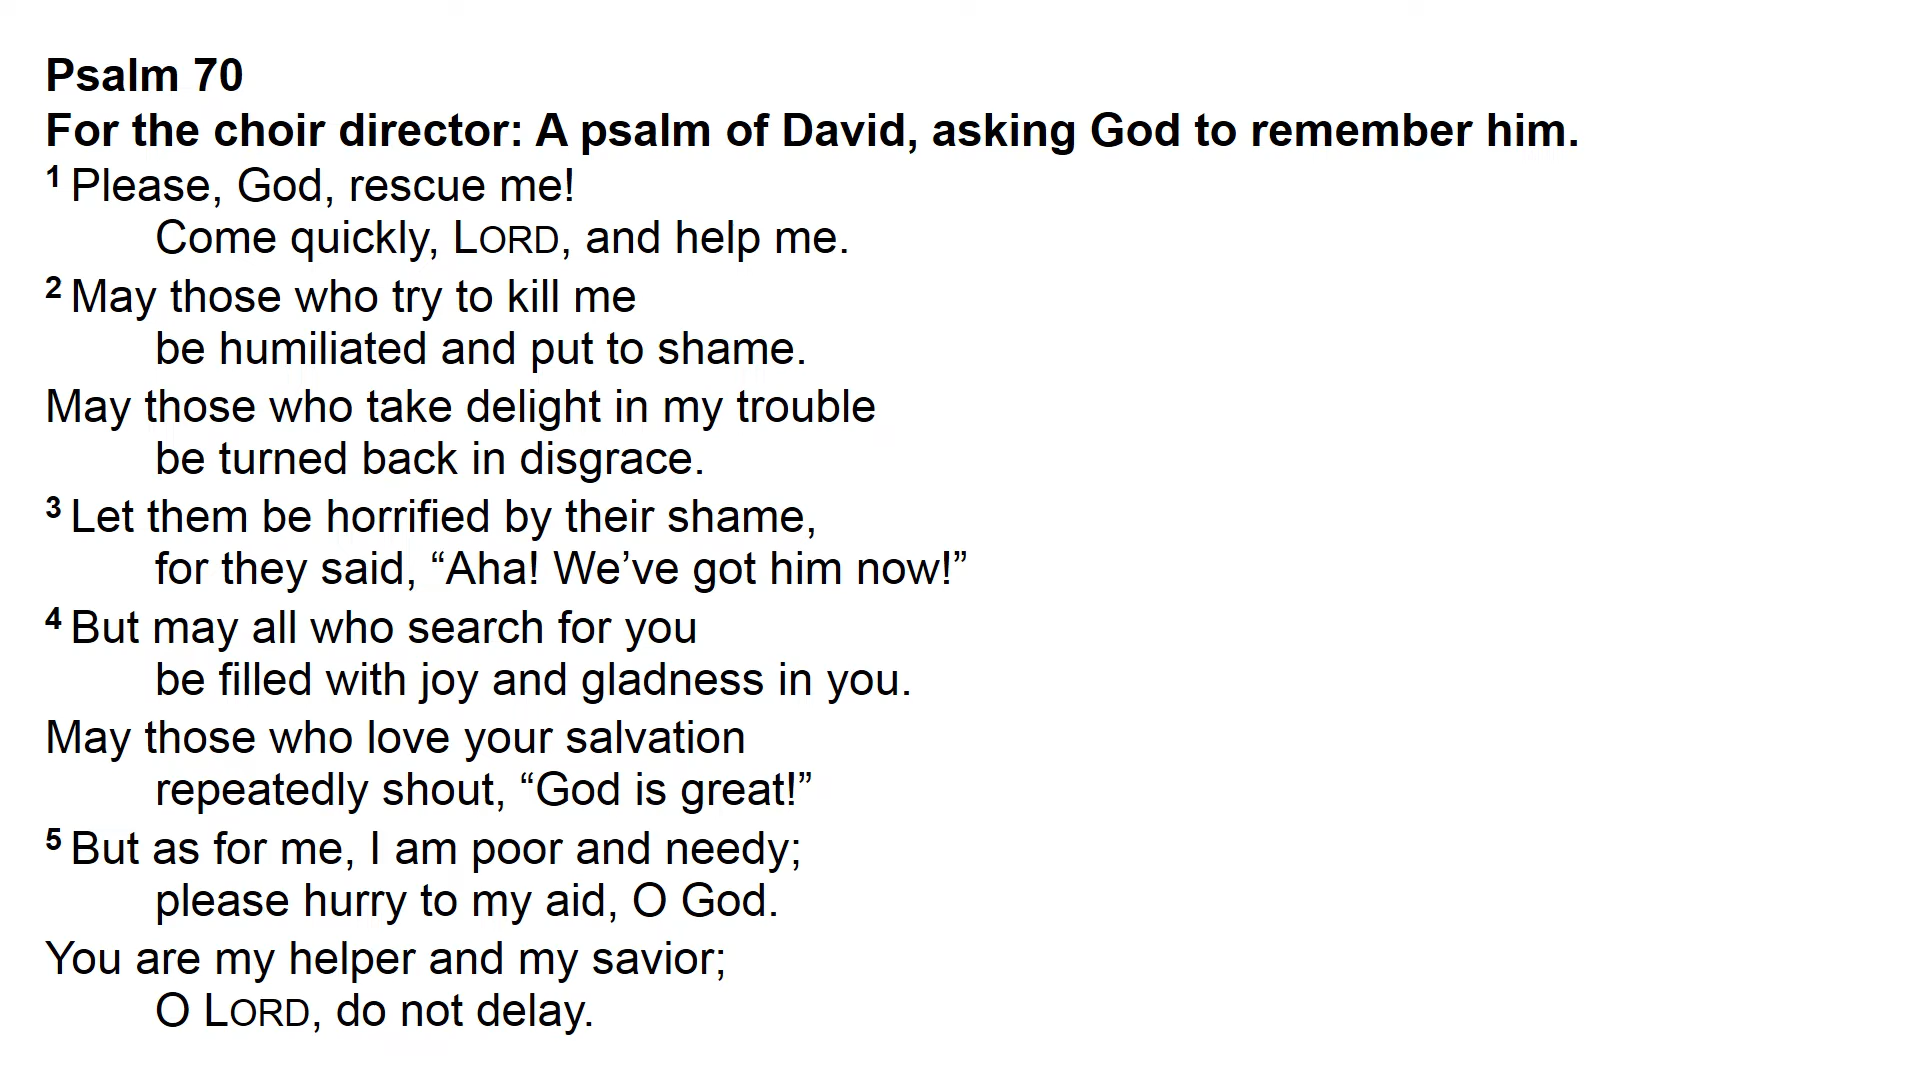 Psalm 70
For the choir director: A psalm of David, asking God to remember him.
1 Please, God, rescue me!
Come quickly, LORD, and help me.
2 May those who try to kill me
be humiliated and put to shame.
May those who take delight in my trouble
be turned back in disgrace.
3 Let them be horrified by their shame,
for they said, “Aha! We’ve got him now!”
4 But may all who search for you
be filled with joy and gladness in you.
May those who love your salvation
repeatedly shout, “God is great!”
5 But as for me, I am poor and needy;
please hurry to my aid, O God.
You are my helper and my savior;
O LORD, do not delay.